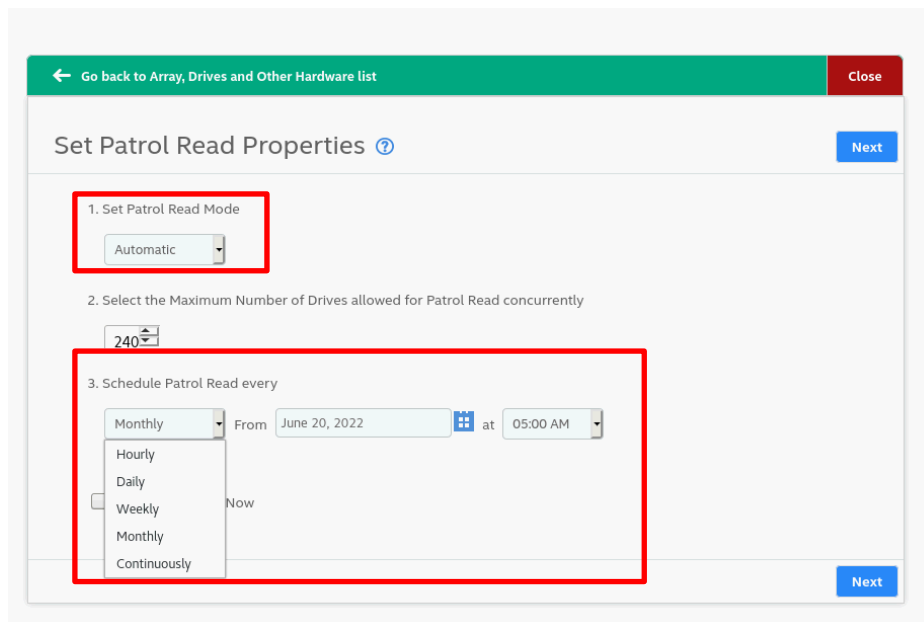 Go back to Array, Drives and Other Hardware list
Close
Set Patrol Read Properties ?
Next
1. Set Patrol Read Mode
Automatic
2. Select the Maximum Number of Drives allowed for Patrol Read concurrently
240
3. Schedule Patrol Read every
Monthly From June 20, 2022 at 05:00 AM
Hourly
Daily
Weekly
Now
Monthly
Continuously
Next